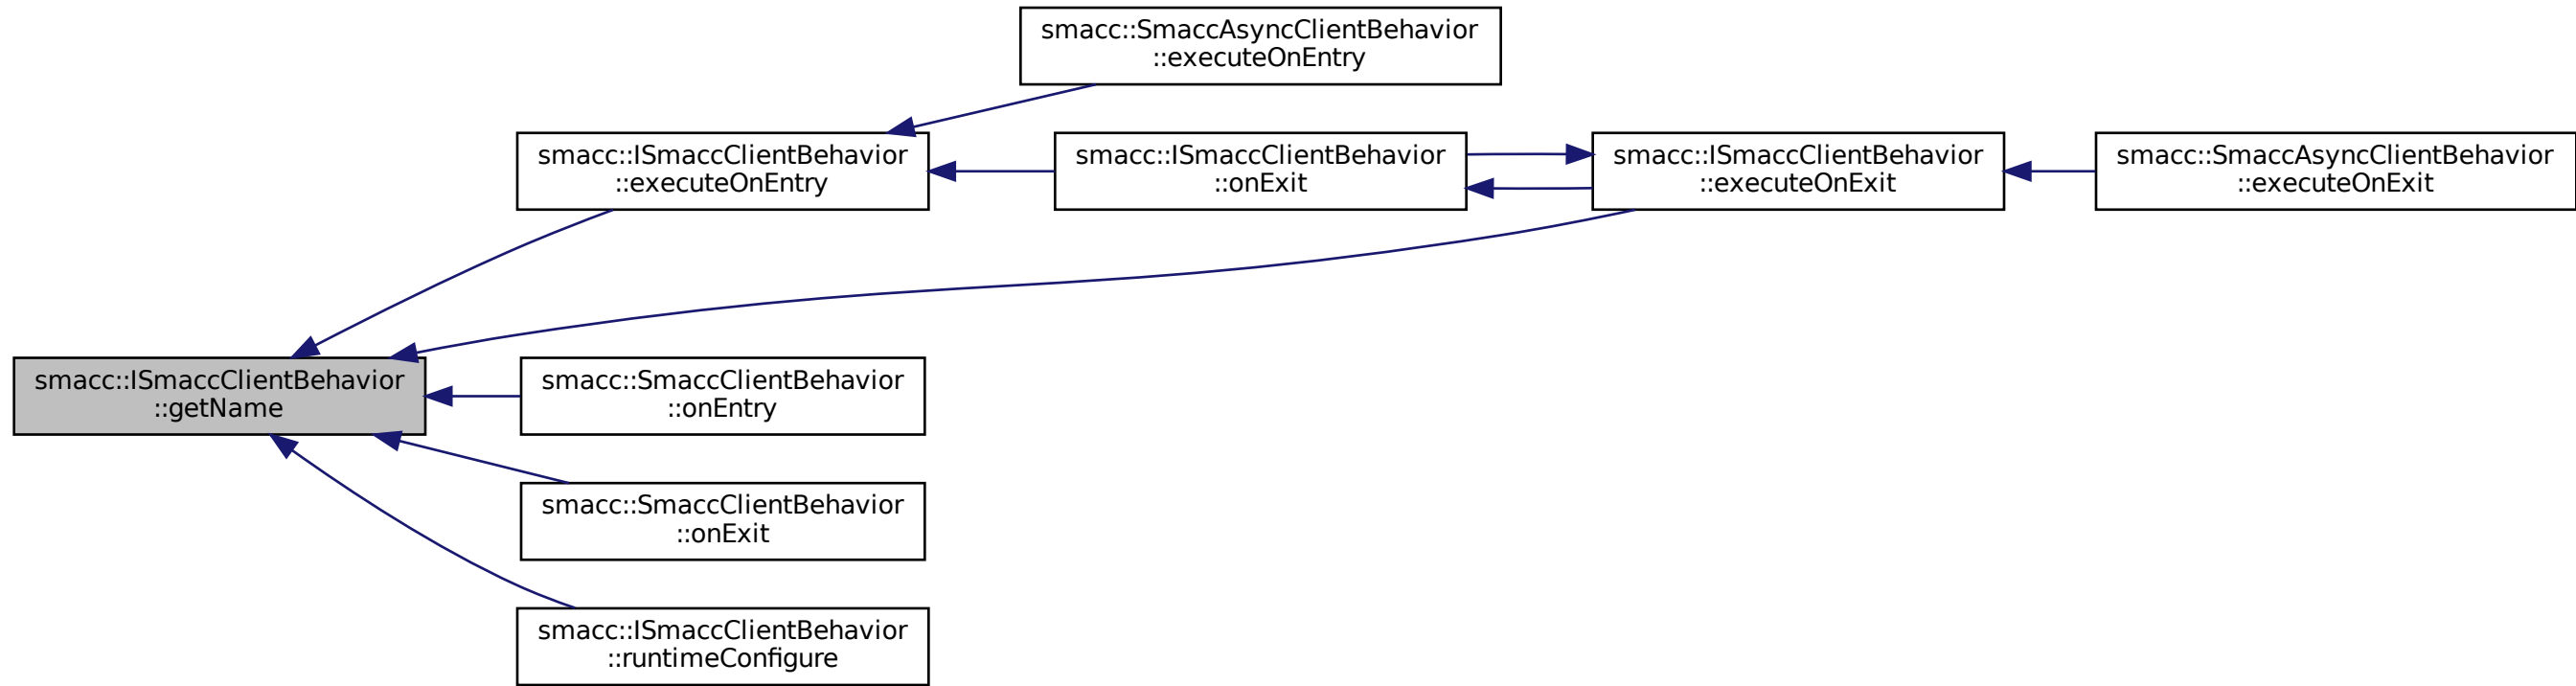 smacc::SmaccAsyncClientBehavior
::executeOnEntry
smacc::ISmaccClientBehavior
::executeOnEntry
smacc::ISmaccClientBehavior
::onExit
smacc::ISmaccClientBehavior
::executeOnExit
smacc::SmaccAsyncClientBehavior
::executeOnExit
smacc::ISmaccClientBehavior
::getName
smacc::SmaccClientBehavior
::onEntry
smacc::SmaccClientBehavior
::onExit
smacc::ISmaccClientBehavior
::runtimeConfigure